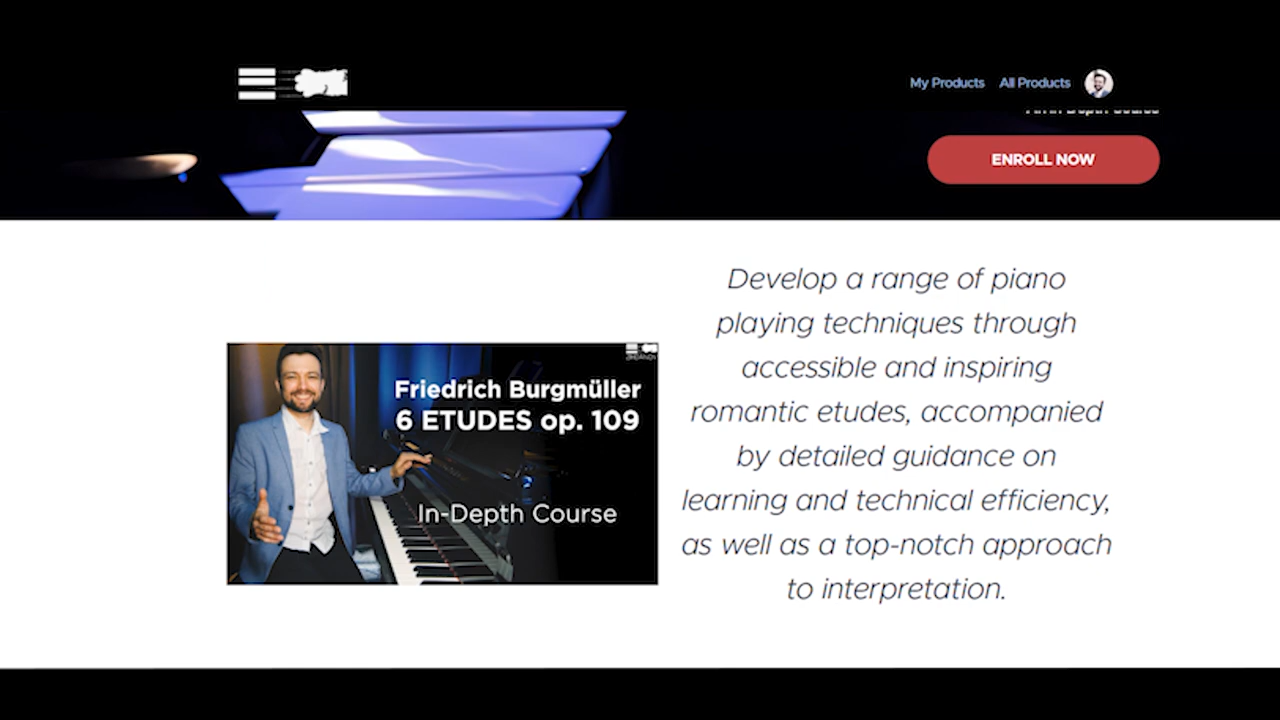 My Products All Products
ENROLL NOW
Develop a range of piano
playing techniques through
accessible and inspiring
romantic etudes, accompanied
by detailed guidance on
learning and technical efficiency,
as well as a top-notch approach
to interpretation.
Friedrich Burgmüller
6 ETUDES op. 109
In-Depth Course